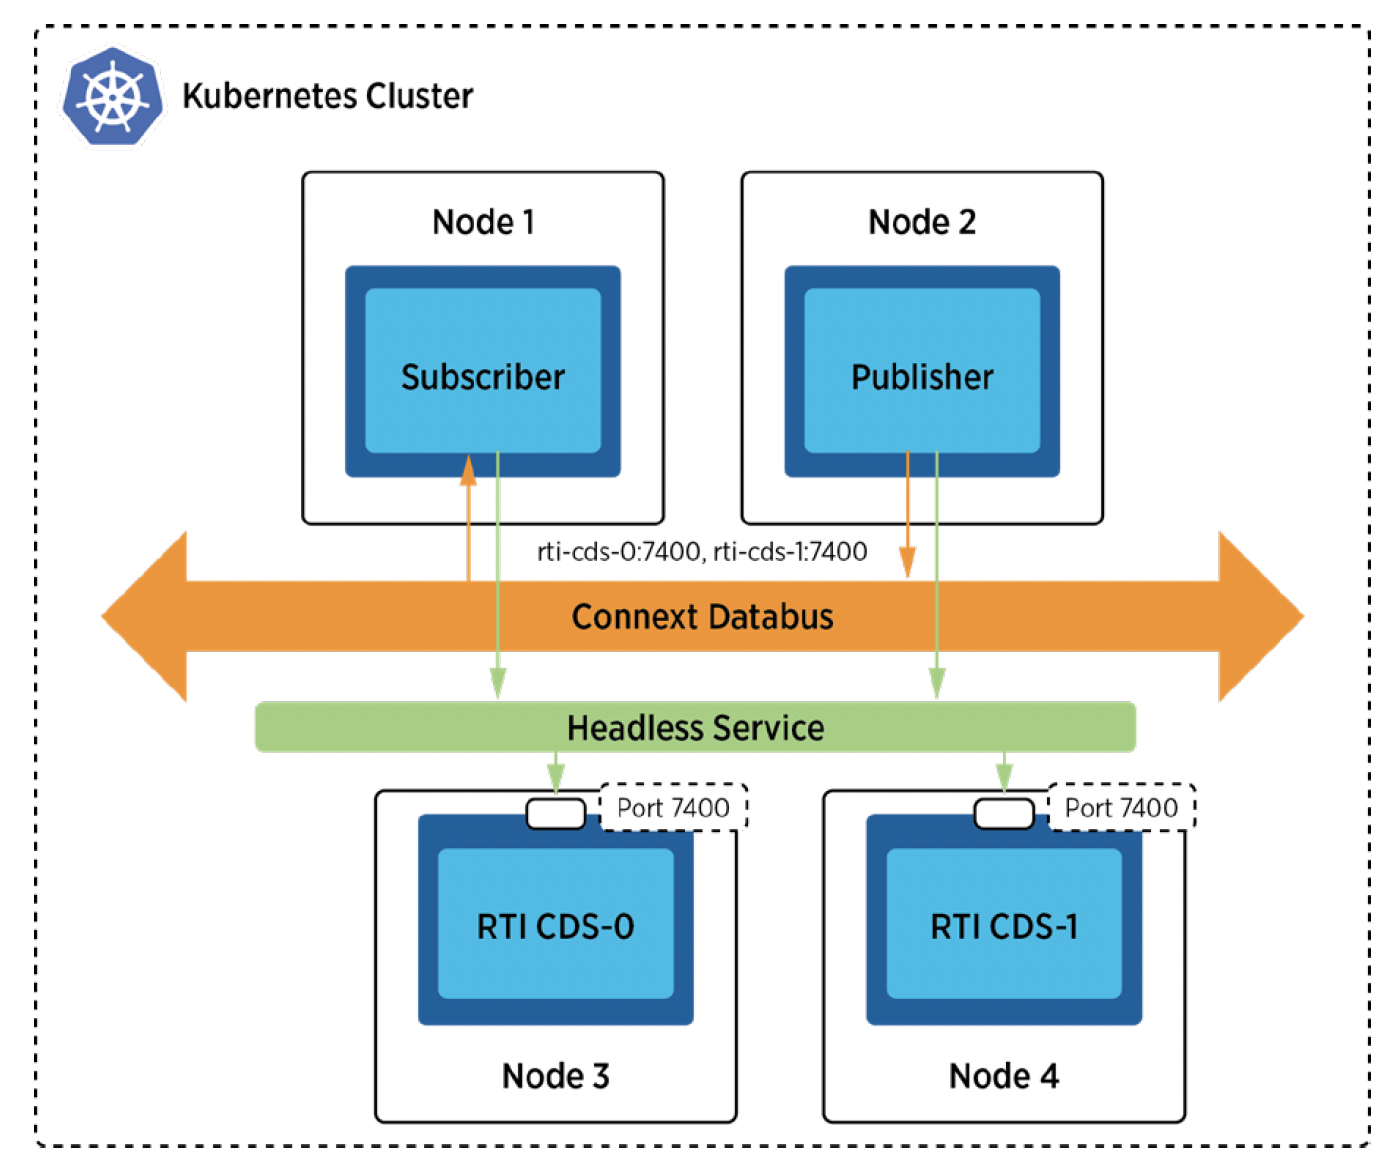 Kubernetes Cluster
Node 1
Node 2
Subscriber
Publisher
rti-cds-0:7400, rti-cds-1:7400
Connext Databus
Headless Service
Port 7400
Port 7400
RTI CDS-0
RTI CDS-1
Node 3
Node 4